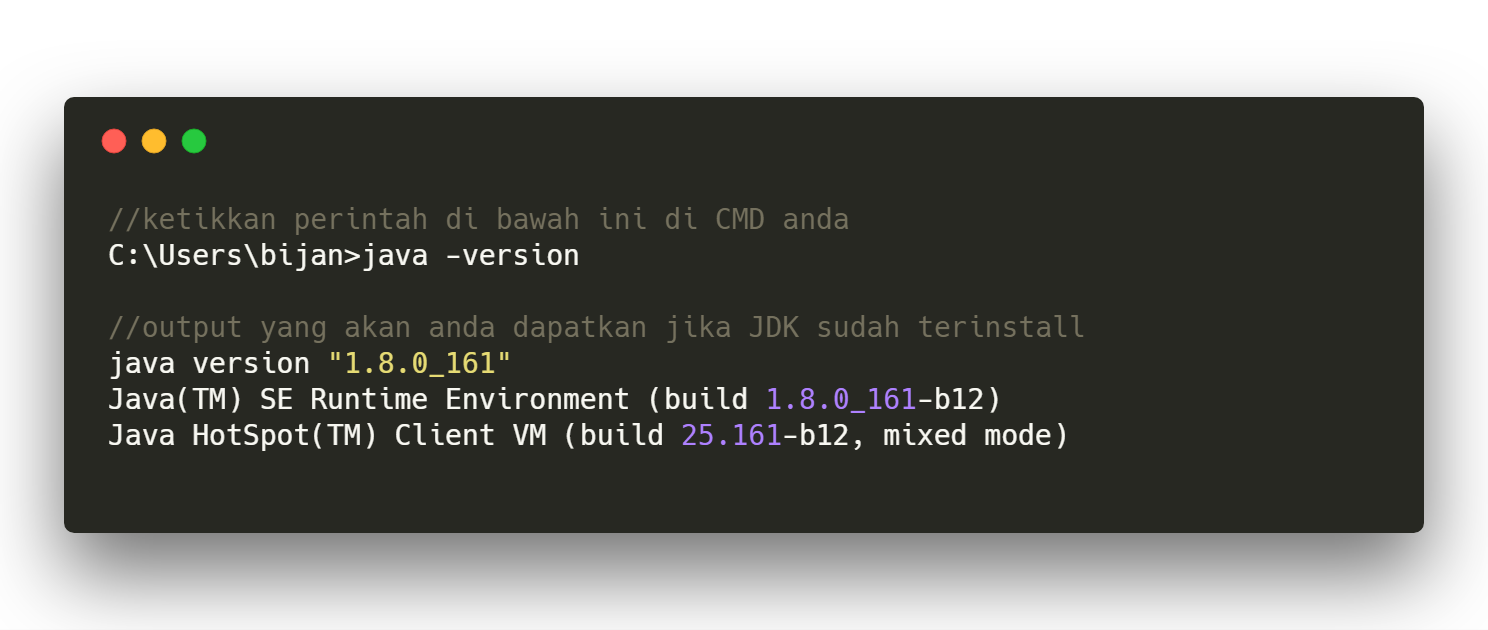 //ketikkan perintah di bawah ini di CMD anda
C:\Users\bijan>java -version
//output yang akan anda dapatkan jika JDK sudah terinstall
java version "1.8.0_161"
Java(TM) SE Runtime Environment (build 1.8.0_161-b12)
Java HotSpot(TM) Client VM (build 25.161-b12, mixed mode)